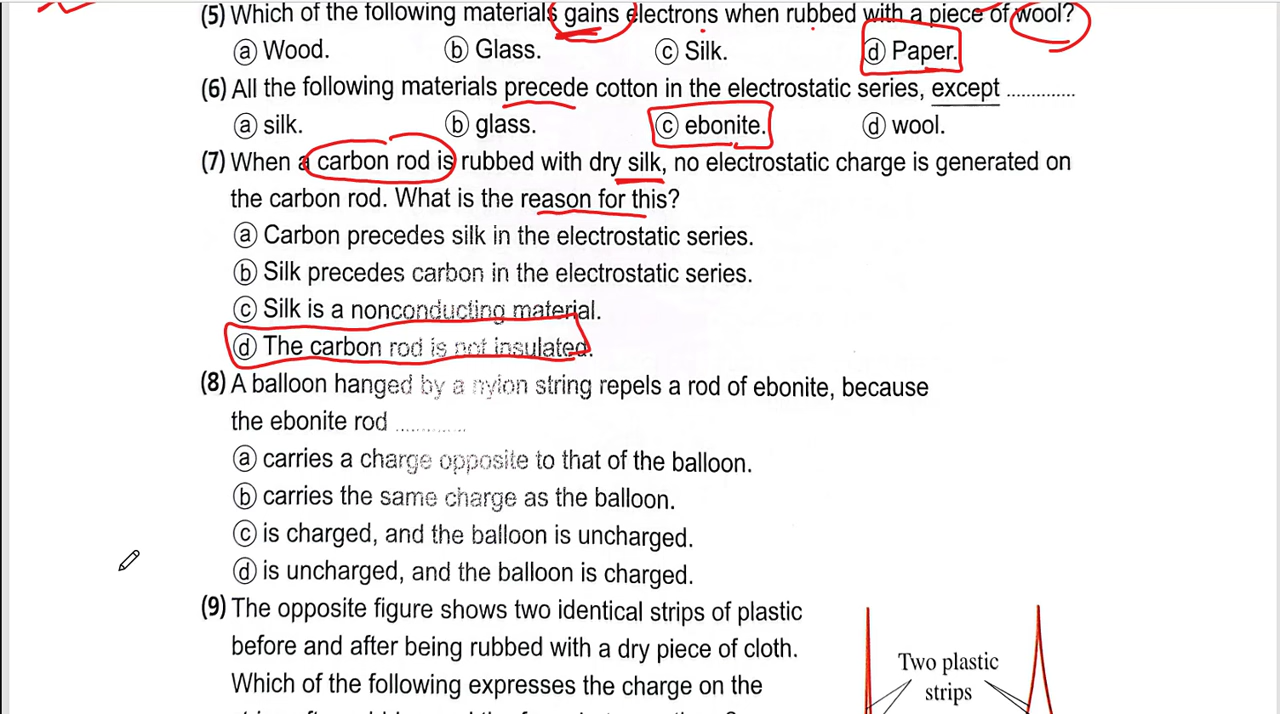 (5) Which of the following materials gains electrons when rubbed with a piece of wool?
ⓐ Wood. ⓑ Glass. ⓒ Silk. ⓓ Paper.
(6) All the following materials precede cotton in the electrostatic series, except .............
ⓐ silk. ⓑ glass. ⓒ ebonite. ⓓ wool.
(7) When a carbon rod is rubbed with dry silk, no electrostatic charge is generated on
the carbon rod. What is the reason for this?
ⓐ Carbon precedes silk in the electrostatic series.
ⓑ Silk precedes carbon in the electrostatic series.
ⓒ Silk is a nonconducting material.
ⓓ The carbon rod is not insulated.
(8) A balloon hanged by a nylon string repels a rod of ebonite, because
the ebonite rod .............
ⓐ carries a charge opposite to that of the balloon.
ⓑ carries the same charge as the balloon.
ⓒ is charged, and the balloon is uncharged.
ⓓ is uncharged, and the balloon is charged.
(9) The opposite figure shows two identical strips of plastic
before and after being rubbed with a dry piece of cloth.
Which of the following expresses the charge on the
Two plastic
strips